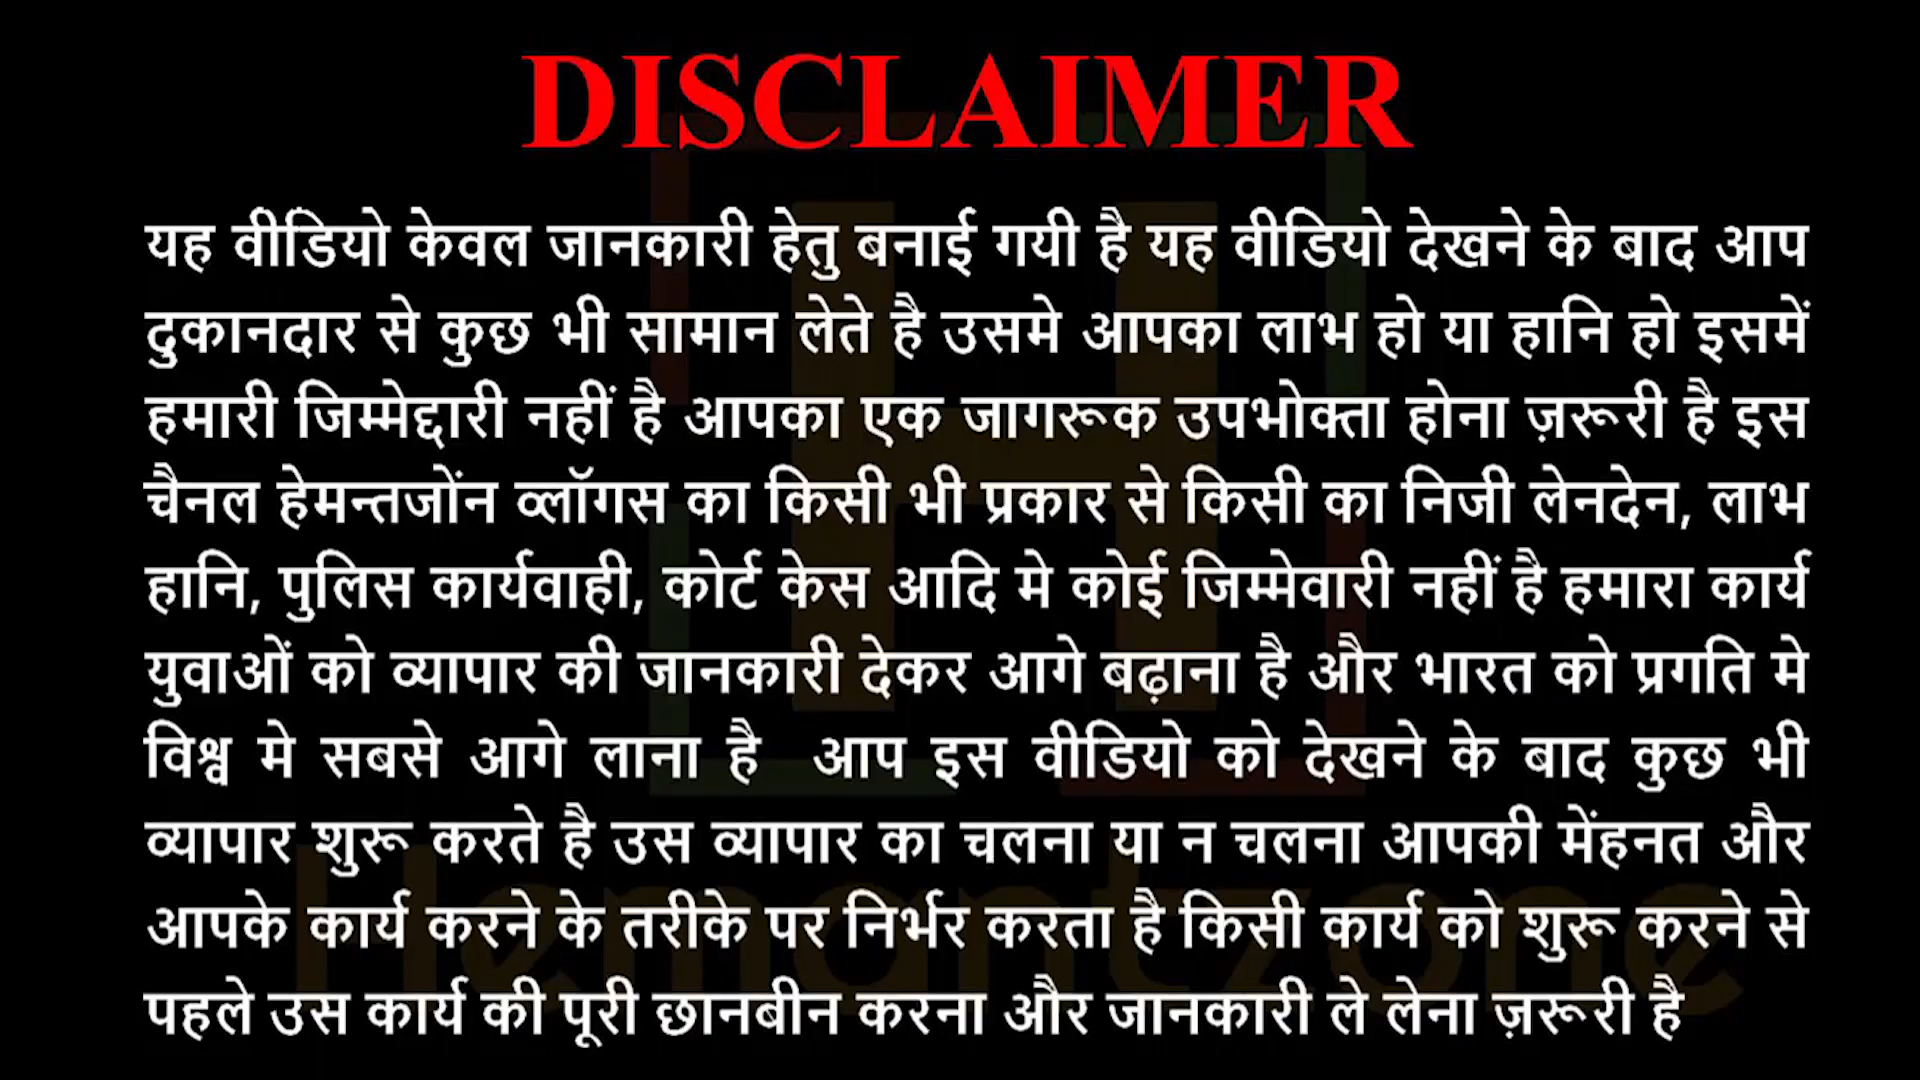 DISCLAIMER
यह वीडियो केवल जानकारी हेतु बनाई गयी है यह वीडियो देखने के बाद आप
दुकानदार से कुछ भी सामान लेते है उसमे आपका लाभ हो या हानि हो इसमें
हमारी जिम्मेद्दारी नहीं है आपका एक जागरूक उपभोक्ता होना ज़रूरी है इस
चैनल हेमन्तजोंन व्लॉगस का किसी भी प्रकार से किसी का निजी लेनदेन, लाभ
हानि, पुलिस कार्यवाही, कोर्ट केस आदि मे कोई जिम्मेवारी नहीं है हमारा कार्य
युवाओं को व्यापार की जानकारी देकर आगे बढ़ाना है और भारत को प्रगति मे
विश्व मे सबसे आगे लाना है आप इस वीडियो को देखने के बाद कुछ भी
व्यापार शुरू करते है उस व्यापार का चलना या न चलना आपकी मेंहनत और
आपके कार्य करने के तरीके पर निर्भर करता है किसी कार्य को शुरू करने से
पहले उस कार्य की पूरी छानबीन करना और जानकारी ले लेना ज़रूरी है
Hemantzone